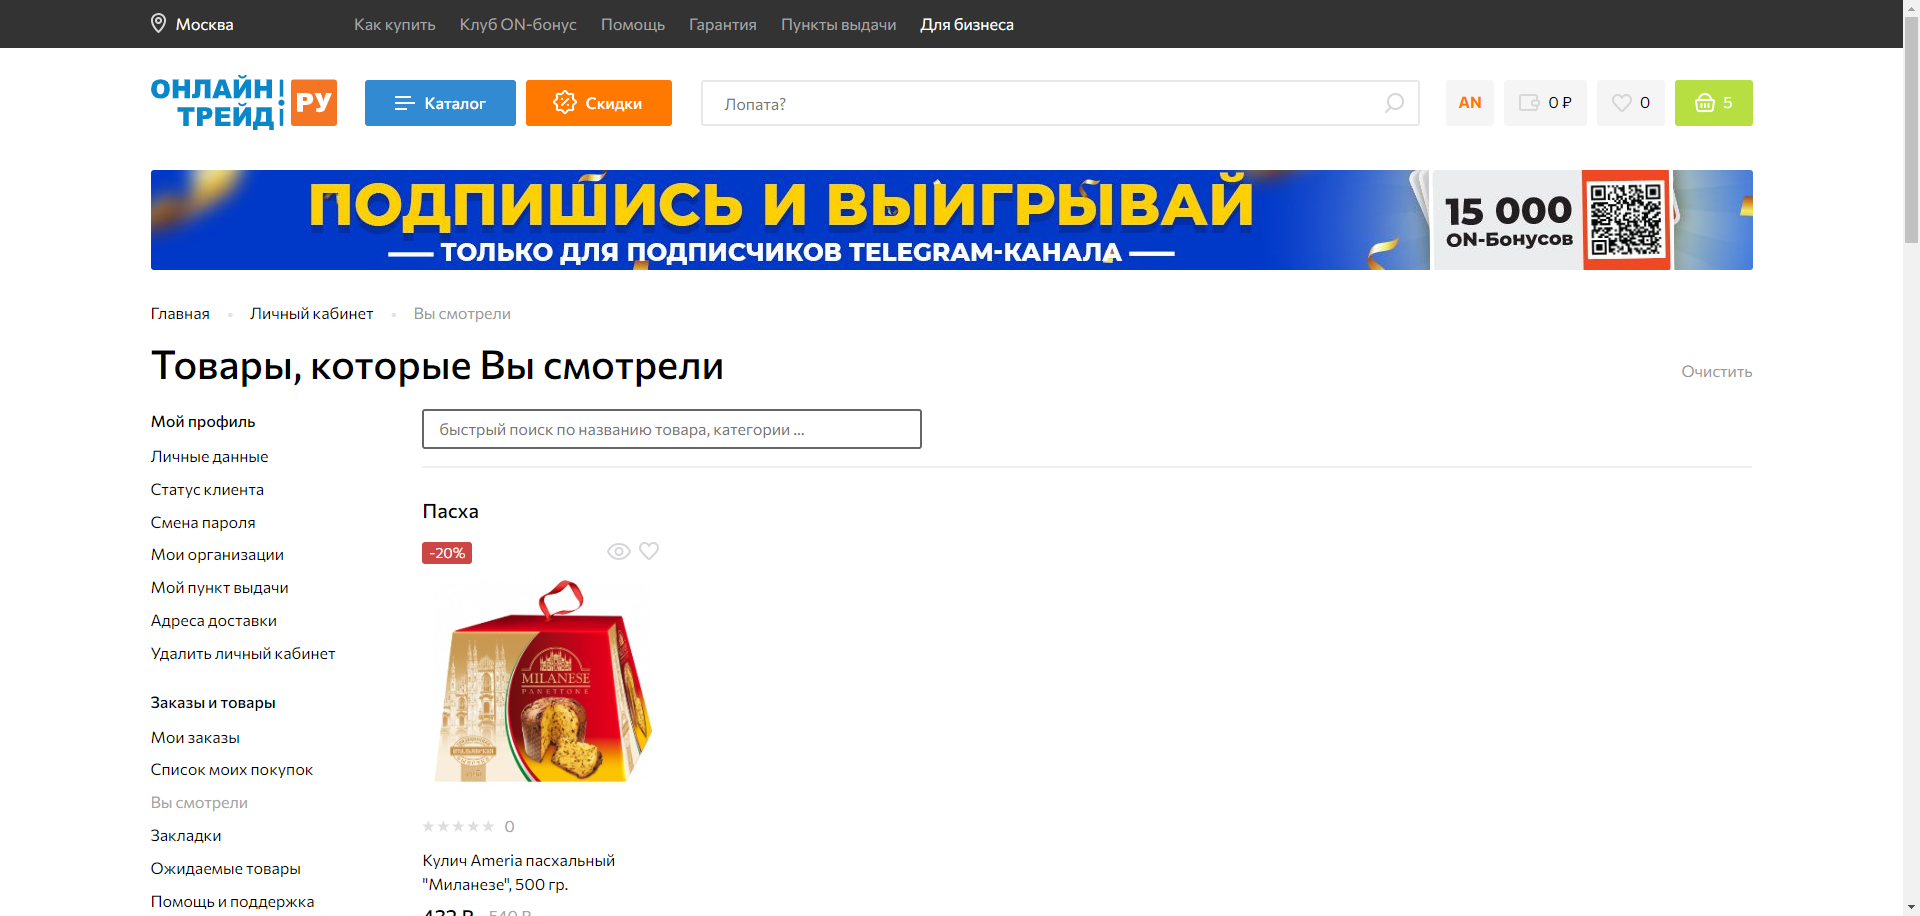 Москва
Как купить
Клуб ON-бонус
Помощь
Гарантия
Пункты выдачи
Для бизнеса
ОНЛАЙН
ТРЕЙД
РУ
Каталог
Скидки
Лопата?
AN
0 ₽
0
5
ПОДПИШИСЬ И ВЫИГРЫВАЙ
ТОЛЬКО ДЛЯ ПОДПИСЧИКОВ TELEGRAM-КАНАЛА
15 000
ON-Бонусов
Главная
Личный кабинет
Вы смотрели
Товары, которые Вы смотрели
Очистить
Мой профиль
Личные данные
Статус клиента
Смена пароля
Мои организации
Мой пункт выдачи
Адреса доставки
Удалить личный кабинет
Заказы и товары
Мои заказы
Список моих покупок
Вы смотрели
Закладки
Ожидаемые товары
Помощь и поддержка
быстрый поиск по названию товара, категории ...
Пасха
-20%
MILANESE
PANETTONE
0
Кулич Ameria пасхальный
"Миланезе", 500 гр.
432 ₽ 540 ₽